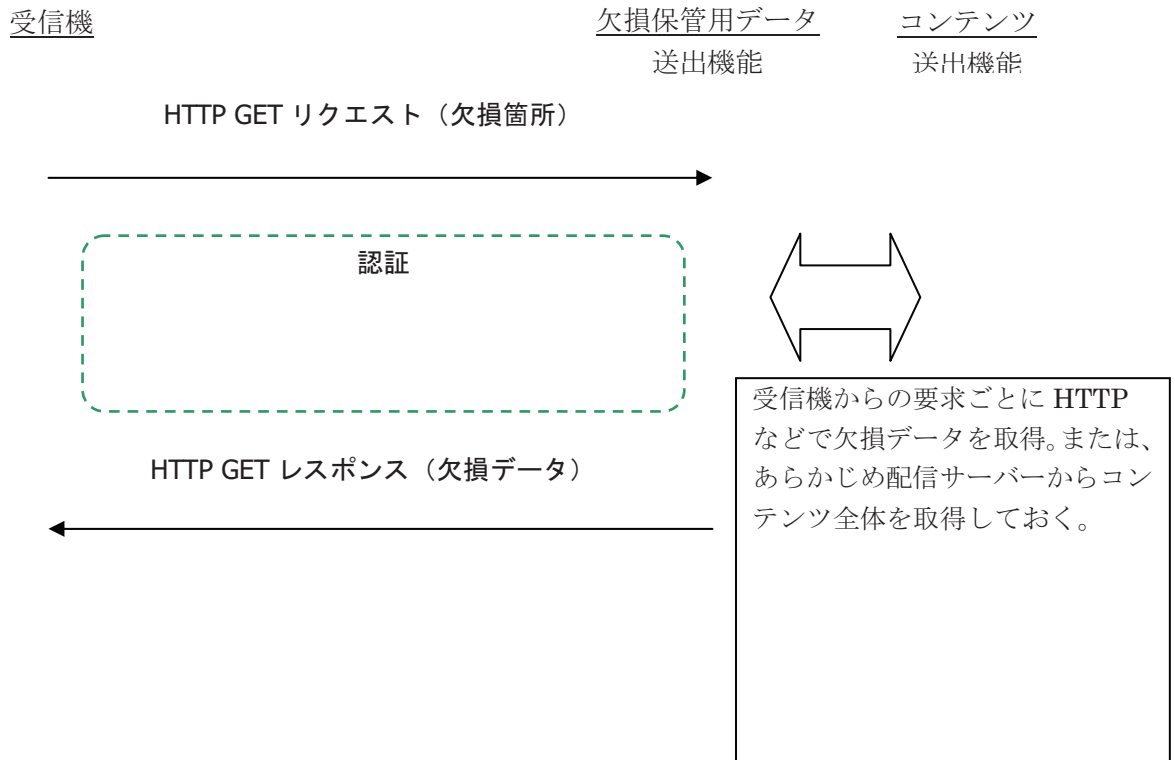 受信機
欠損保管用データ
送出機能
コンテンツ
送出機能
HTTP GET リクエスト（欠損箇所）
認証
HTTP GET レスポンス（欠損データ）
受信機からの要求ごとに HTTP
などで欠損データを取得。または、
あらかじめ配信サーバーからコン
テンツ全体を取得しておく。